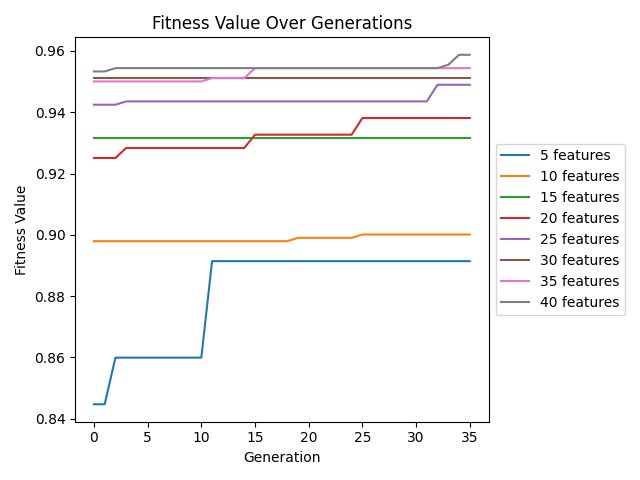 Fitness Value Over Generations
0.96
0.94
0.92
0.90
0.88
0.86
0.84
Fitness Value
0 5 10 15 20 25 30 35
Generation
5 features
10 features
15 features
20 features
25 features
30 features
35 features
40 features